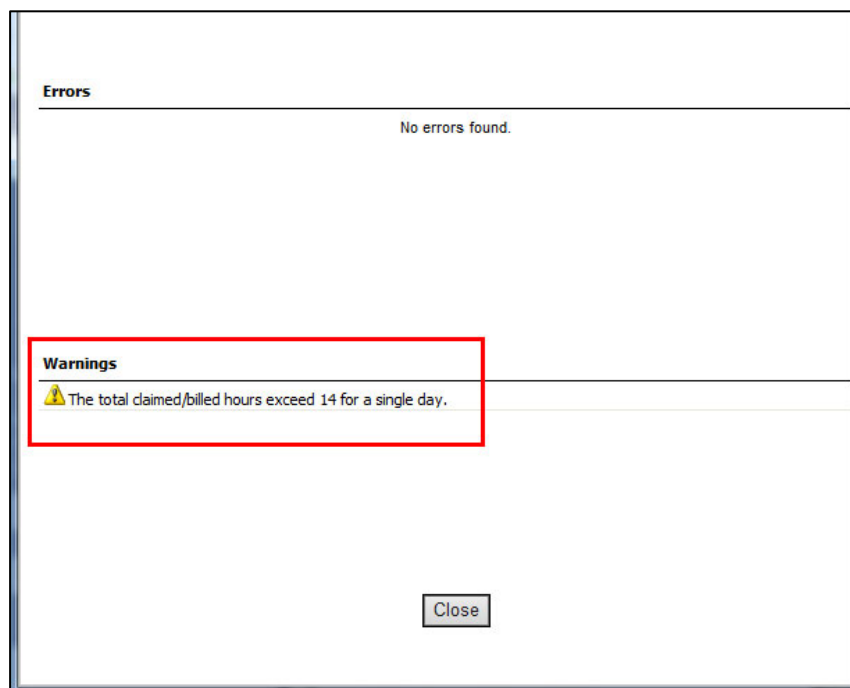 Errors
No errors found.
Warnings
The total claimed/billed hours exceed 14 for a single day.
Close